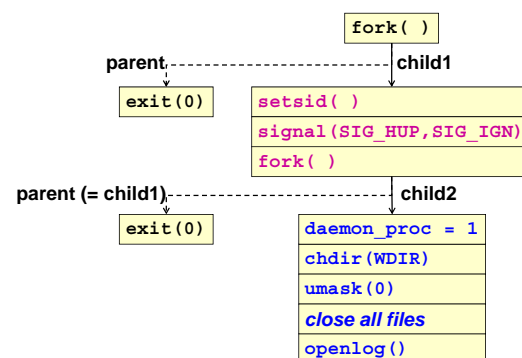 fork( )
parent
child1
exit(0)
setsid( )
signal(SIG_HUP,SIG_IGN)
fork( )
parent (= child1)
child2
exit(0)
daemon_proc = 1
chdir(WDIR)
umask(0)
close all files
openlog()